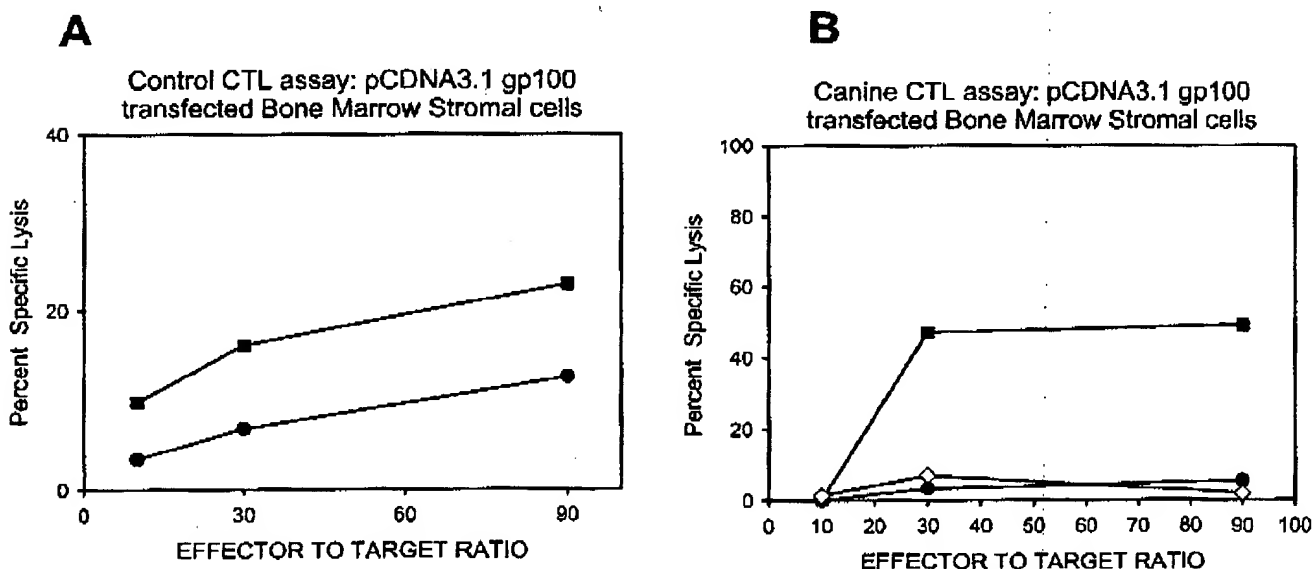 A
Control CTL assay: pCDNA3.1 gp100
transfected Bone Marrow Stromal cells
40
20
0
0 30 60 90
Percent Specific Lysis
EFFECTOR TO TARGET RATIO
B
Canine CTL assay: pCDNA3.1 gp100
transfected Bone Marrow Stromal cells
100
80
60
40
20
0
0 10 20 30 40 50 60 70 80 90 100
Percent Specific Lysis
EFFECTOR TO TARGET RATIO